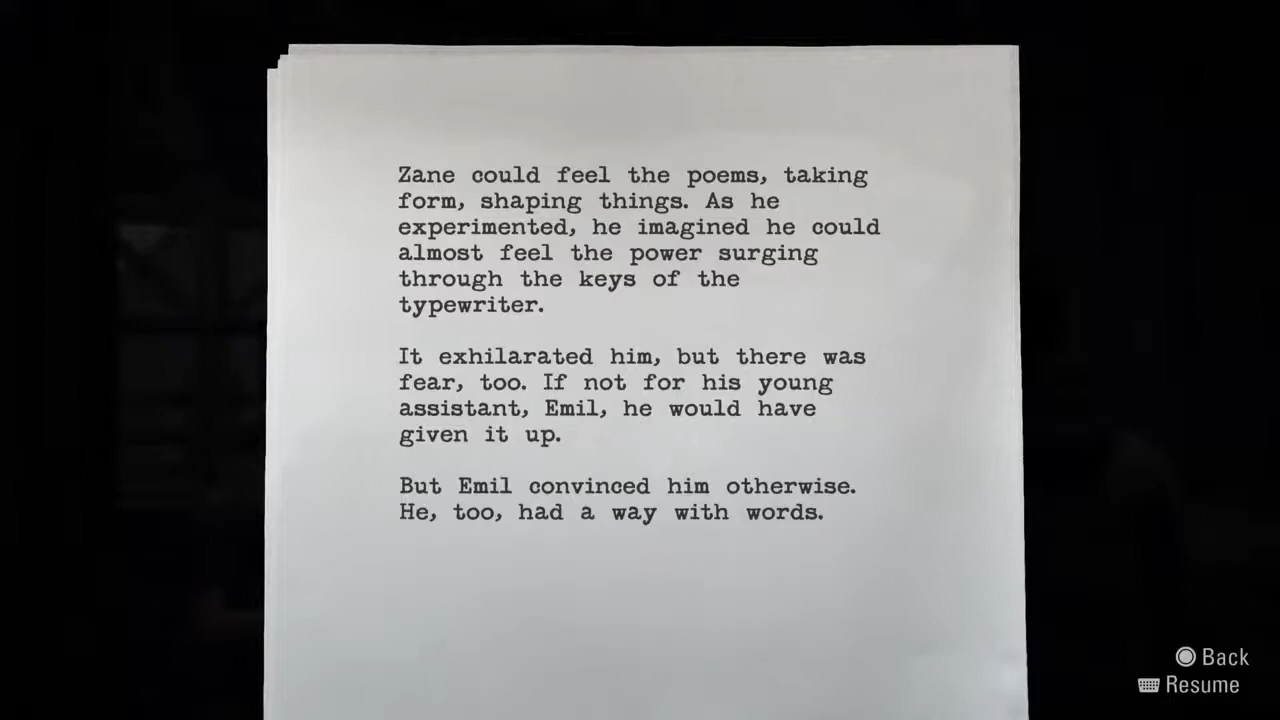 Zane could feel the poems, taking
form, shaping things. As he
experimented, he imagined he could
almost feel the power surging
through the keys of the
typewriter.
It exhilarated him, but there was
fear, too. If not for his young
assistant, Emil, he would have
given it up.
But Emil convinced him otherwise.
He, too, had a way with words.
Back
Resume